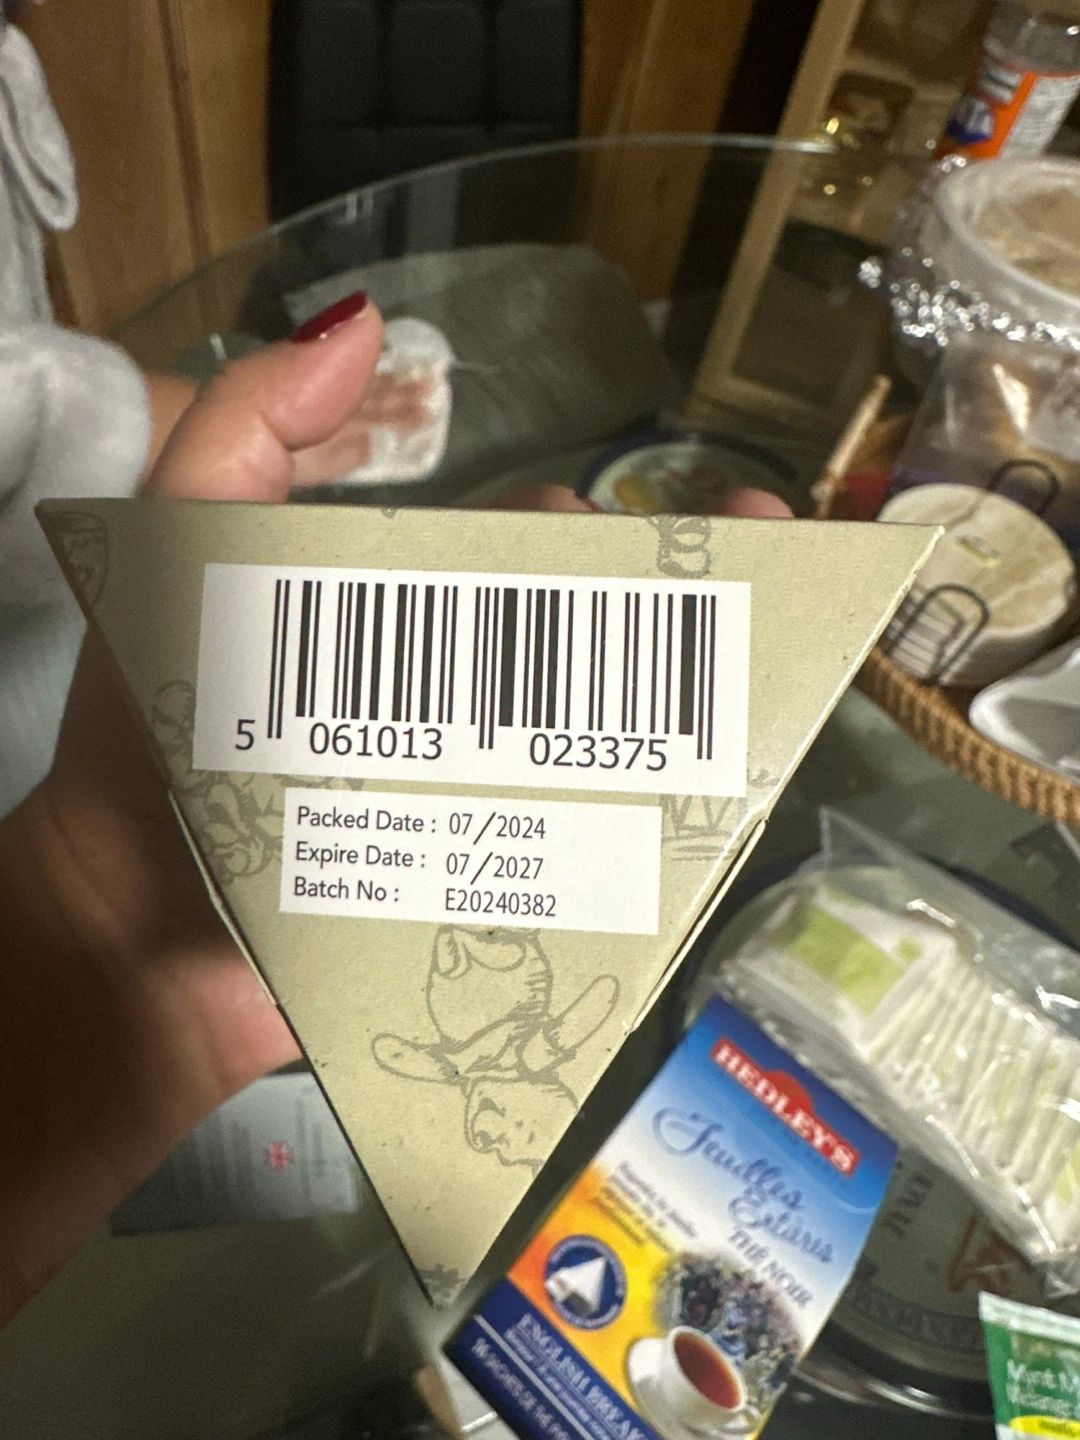 5 061013 023375
Packed Date : 07/2024
Expire Date : 07/2027
Batch No : E20240382
HEDLEY'S
Feuilles
Entières
THÉ NOIR
ENGLISH BREAK
Mint M